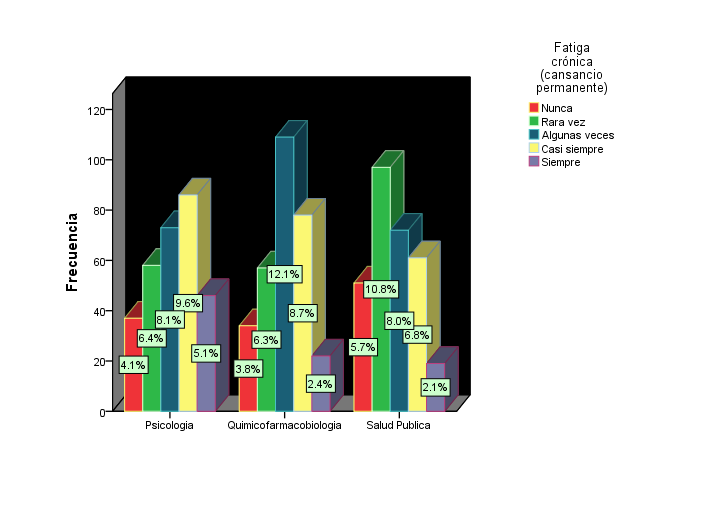 Fatiga
crónica
(cansancio
permanente)
Nunca
Rara vez
Algunas veces
Casi siempre
Siempre
Frecuencia
120
100
80
60
40
20
0
4.1%
6.4%
8.1%
9.6%
5.1%
3.8%
6.3%
12.1%
8.7%
2.4%
5.7%
10.8%
8.0%
6.8%
2.1%
Psicologia
Quimicofarmacobiologia
Salud Publica